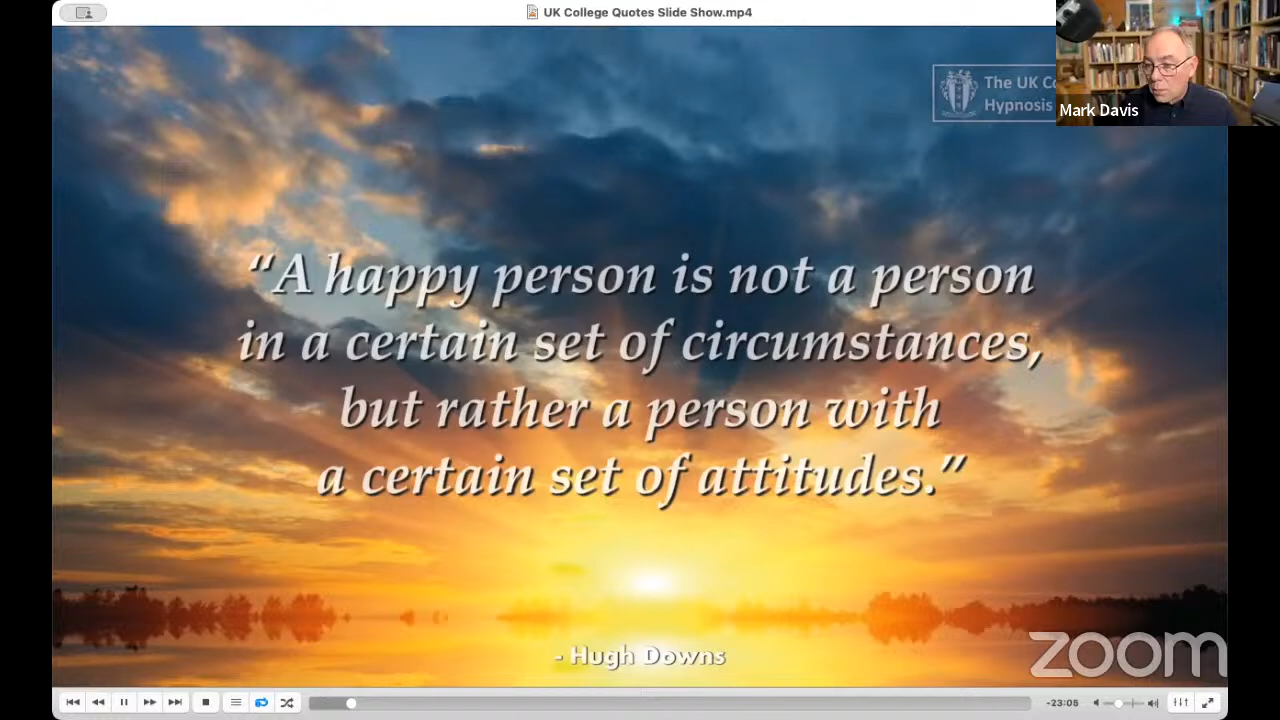 UK College Quotes Slide Show.mp4
The UK Co
Hypnosis
Mark Davis
“A happy person is not a person
in a certain set of circumstances,
but rather a person with
a certain set of attitudes.”
- Hugh Downs
zoom
-23:05